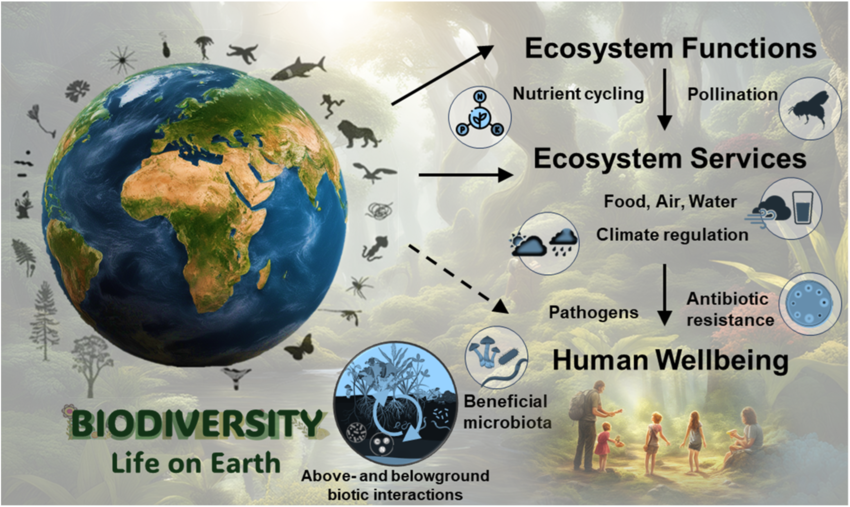 Ecosystem Functions
Nutrient cycling
Pollination
N
P
K
Ecosystem Services
Food, Air, Water
Climate regulation
Pathogens
Antibiotic
resistance
Human Wellbeing
Beneficial
microbiota
BIODIVERSITY
Life on Earth
Above- and belowground
biotic interactions